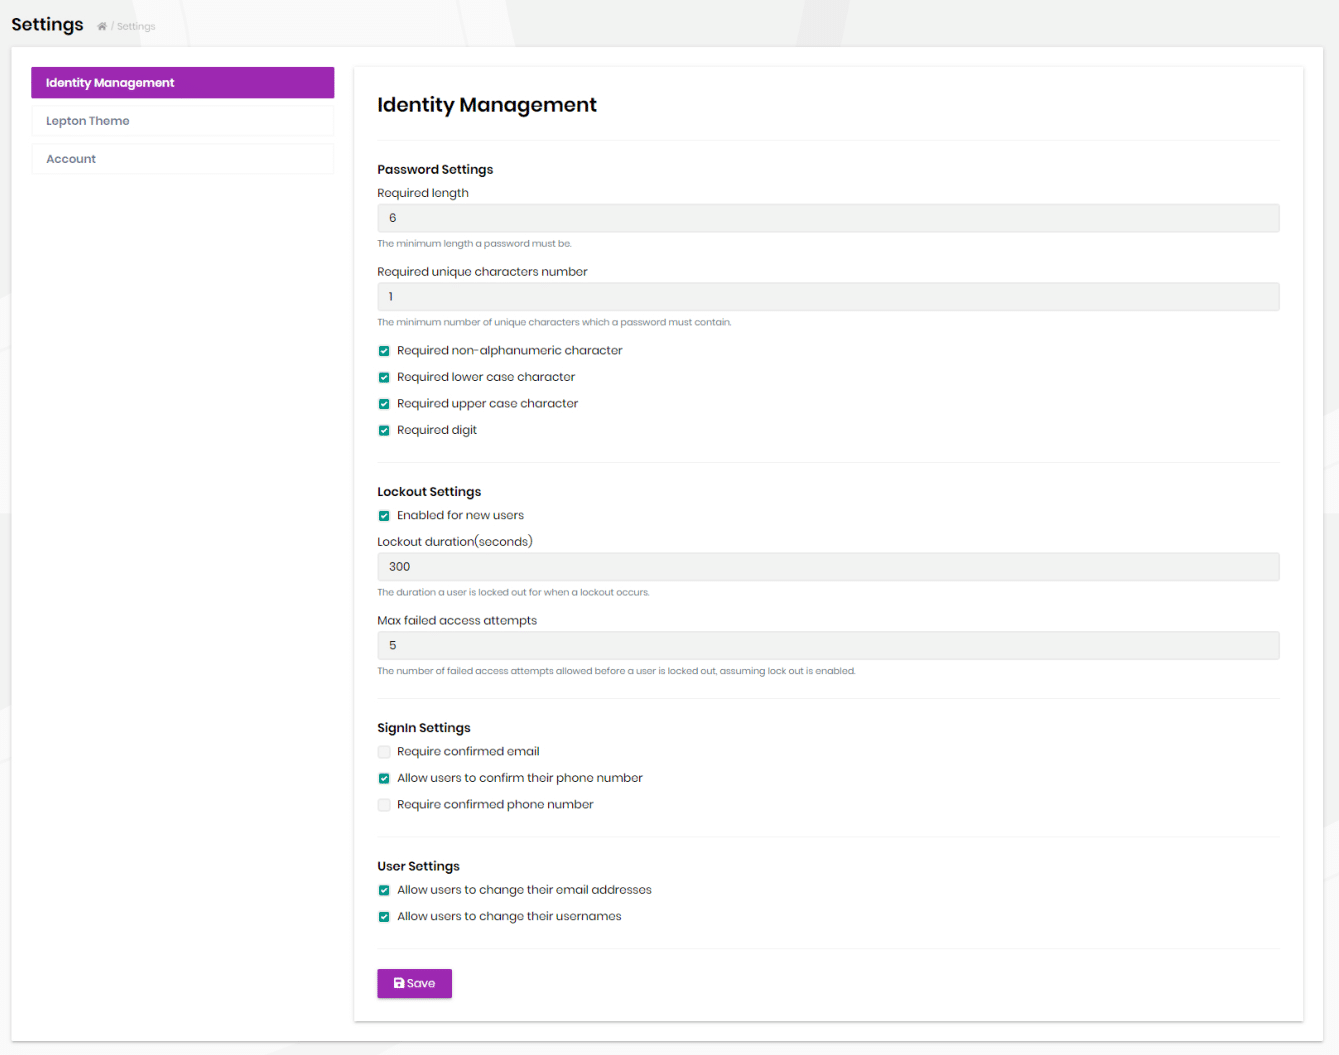 Settings
/ Settings
Identity Management
Lepton Theme
Account
Identity Management
Password Settings
Required length
6
The minimum length a password must be.
Required unique characters number
1
The minimum number of unique characters which a password must contain.
Required non-alphanumeric character
Required lower case character
Required upper case character
Required digit
Lockout Settings
Enabled for new users
Lockout duration(seconds)
300
The duration a user is locked out for when a lockout occurs.
Max failed access attempts
5
The number of failed access attempts allowed before a user is locked out, assuming lock out is enabled.
SignIn Settings
Require confirmed email
Allow users to confirm their phone number
Require confirmed phone number
User Settings
Allow users to change their email addresses
Allow users to change their usernames
Save